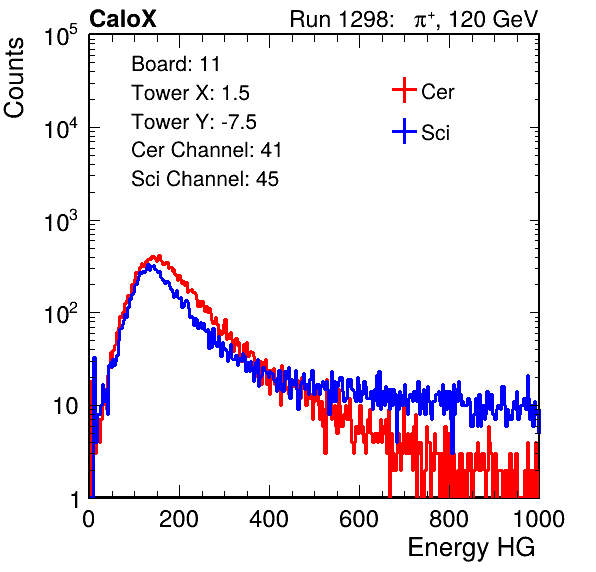 CaloX Run 1298: π⁺, 120 GeV
Counts
10⁵
10⁴
10³
10²
10
1
Board: 11
Tower X: 1.5
Tower Y: -7.5
Cer Channel: 41
Sci Channel: 45
Cer
Sci
0 200 400 600 800 1000
Energy HG